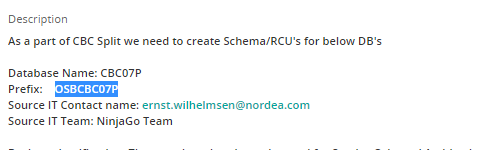 Description
As a part of CBC Split we need to create Schema/RCU's for below DB's
Database Name: CBC07P
Prefix: OSBCBC07P
Source IT Contact name: ernst.wilhelmsen@nordea.com
Source IT Team: NinjaGo Team